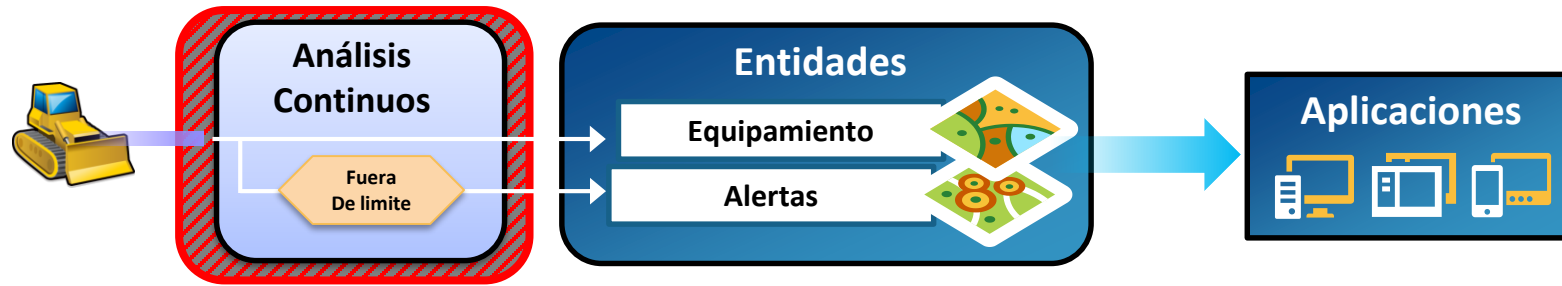 Análisis
Continuos
Fuera
De limite
Entidades
Equipamiento
Alertas
Aplicaciones